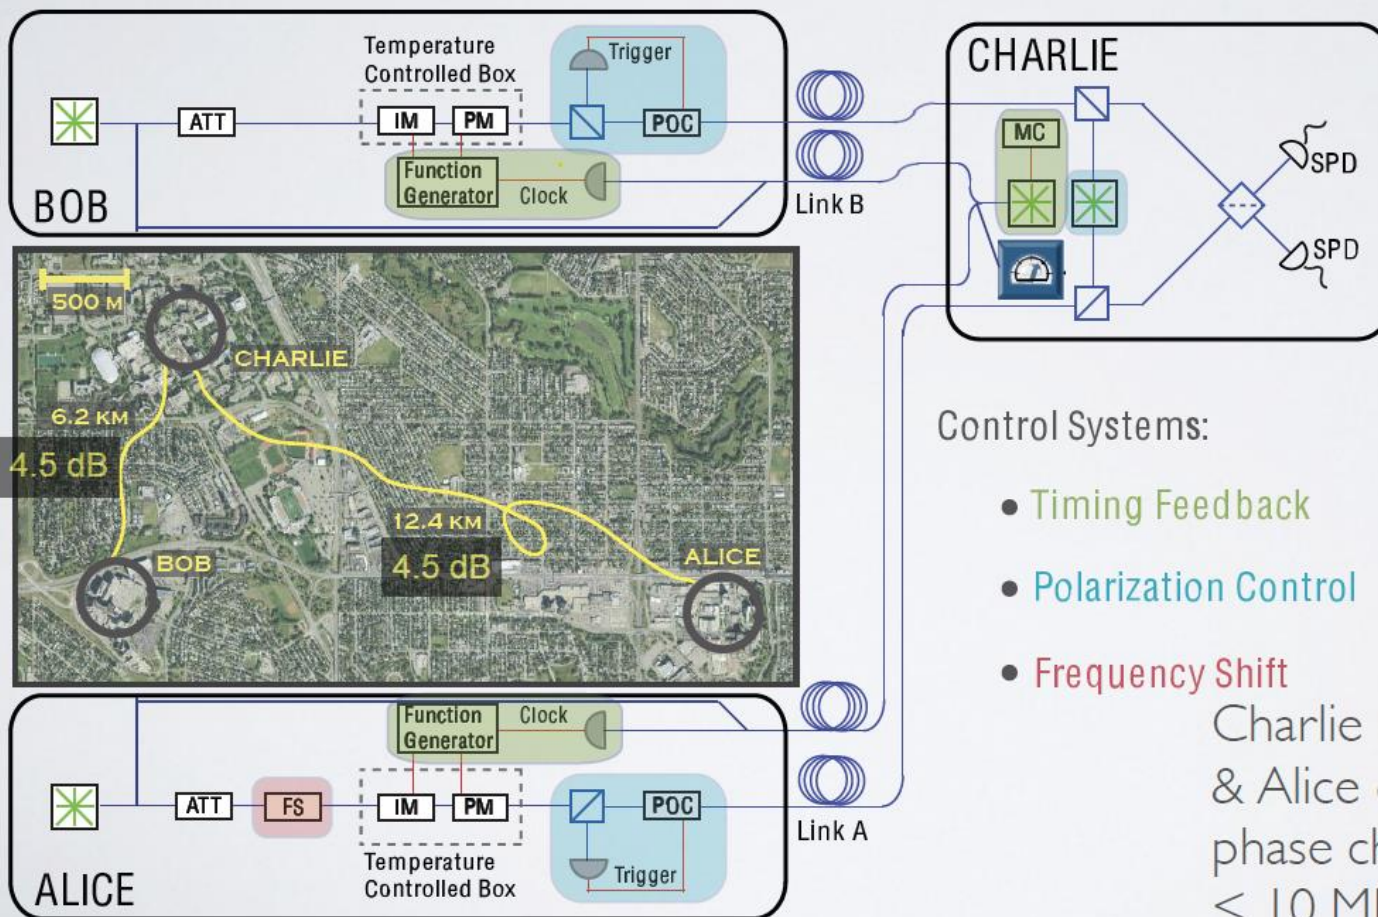 Temperature
Controlled Box
Trigger
ATT
IM
PM
POC
Function
Generator
Clock
BOB
Link B
CHARLIE
MC
SPD
SPD
500 M
CHARLIE
6.2 KM
4.5 dB
12.4 KM
4.5 dB
BOB
ALICE
Control Systems:
• Timing Feedback
• Polarization Control
• Frequency Shift
Charlie
& Alice
phase
< 10
Function
Generator
Clock
ATT
FS
IM
PM
POC
Temperature
Controlled Box
Trigger
ALICE
Link A